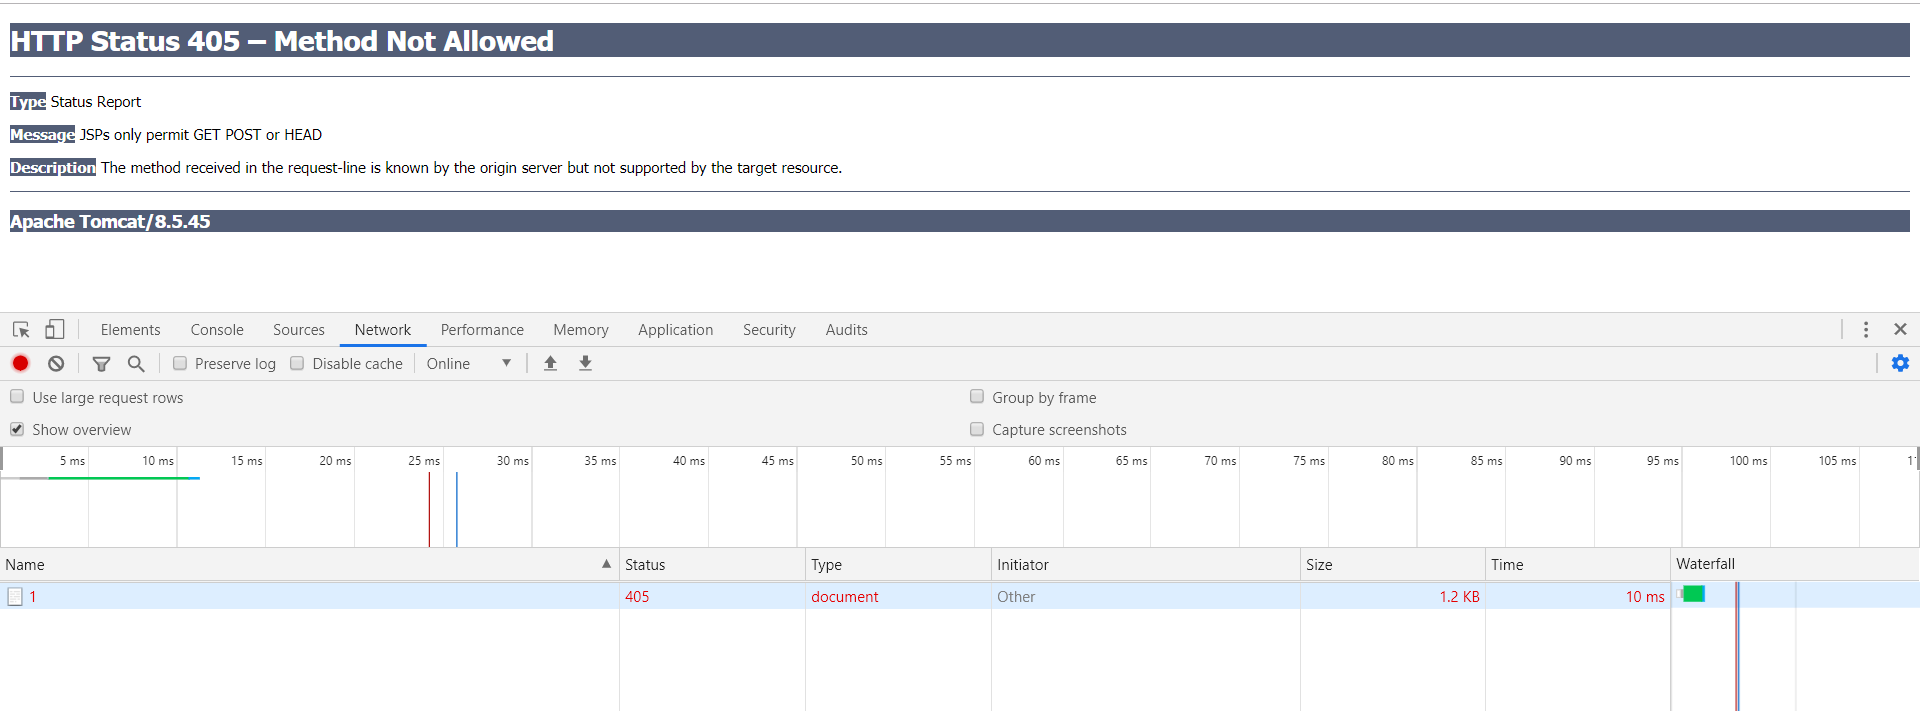 HTTP Status 405 – Method Not Allowed
Type Status Report
Message JSPs only permit GET POST or HEAD
Description The method received in the request-line is known by the origin server but not supported by the target resource.
Apache Tomcat/8.5.45
Elements Console Sources Network Performance Memory Application Security Audits
Preserve log Disable cache Online
Use large request rows Group by frame
Show overview Capture screenshots
5 ms 10 ms 15 ms 20 ms 25 ms 30 ms 35 ms 40 ms 45 ms 50 ms 55 ms 60 ms 65 ms 70 ms 75 ms 80 ms 85 ms 90 ms 95 ms 100 ms 105 ms
Name Status Type Initiator Size Time Waterfall
1 405 document Other 1.2 KB 10 ms